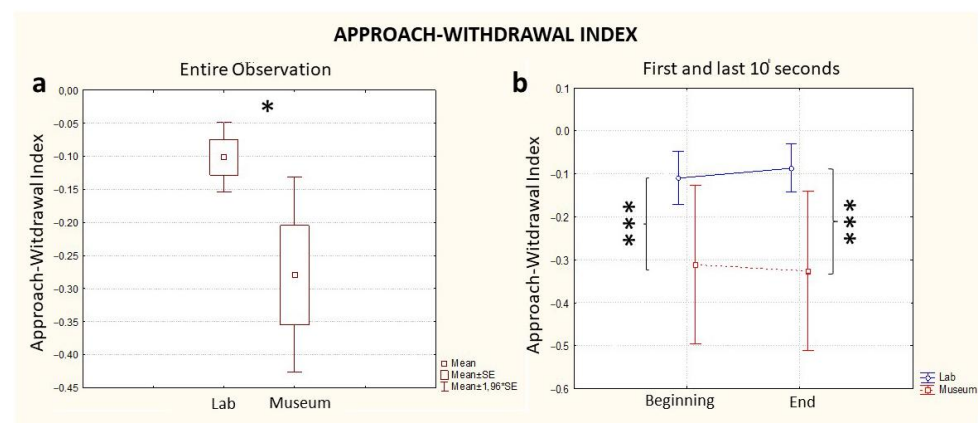 APPROACH-WITHDRAWAL INDEX
a
Entire Observation
*
Approach-Witdrawal Index
0,00
−0.05
−0.10
−0.15
−0.20
−0.25
−0.30
−0.35
−0.40
−0.45
Lab Museum
Mean
Mean±SE
Mean±1,96*SE
b
First and last 10 seconds
Approach-Witdrawal Index
0.1
0.0
−0.1
−0.2
−0.3
−0.4
−0.5
−0.6
***
***
Beginning End
Lab
Museum